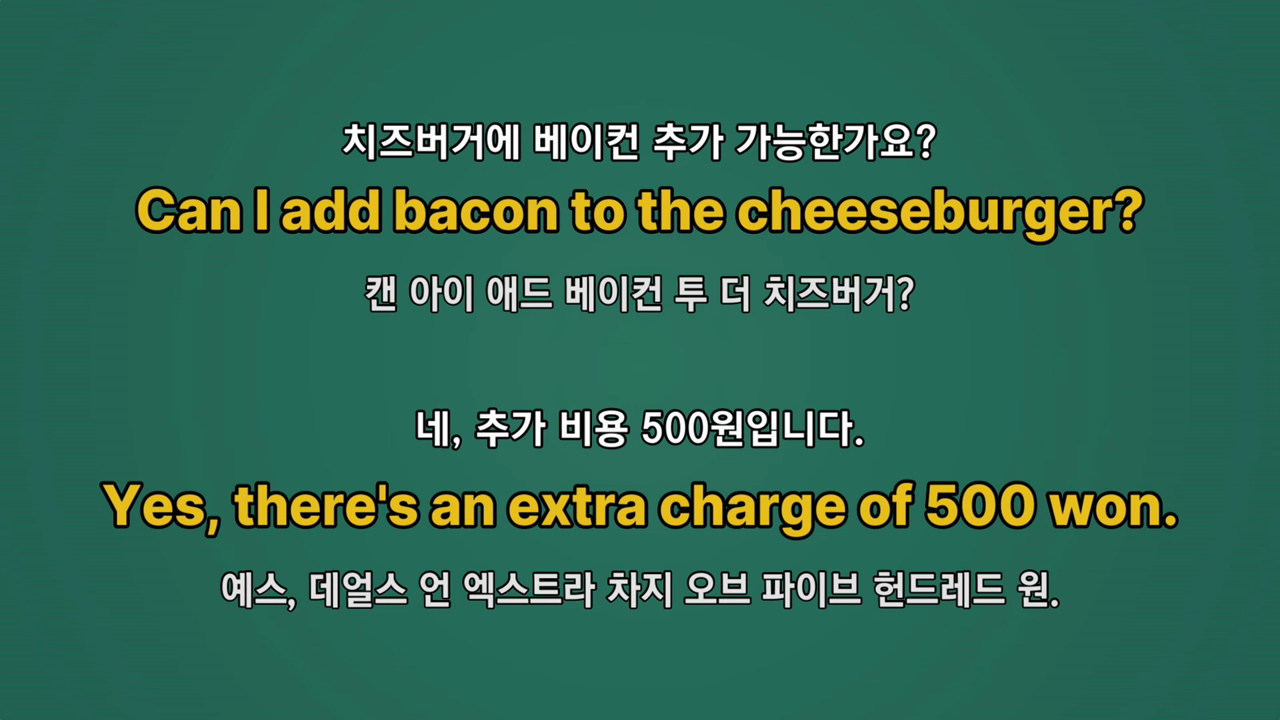 치즈버거에 베이컨 추가 가능한가요?
Can I add bacon to the cheeseburger?
캔 아이 애드 베이컨 투 더 치즈버거?
네, 추가 비용 500원입니다.
Yes, there's an extra charge of 500 won.
예스, 데얼스 언 엑스트라 차지 오브 파이브 헌드레드 원.